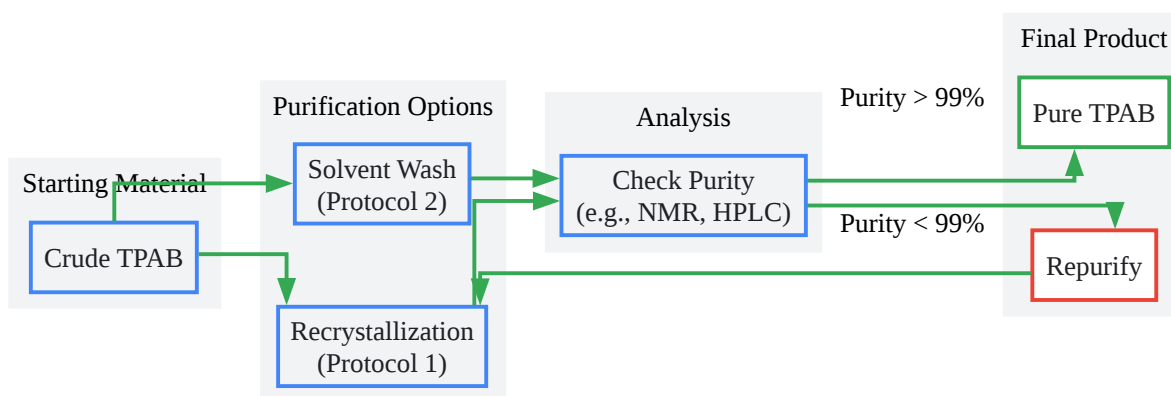 Starting Material
Crude TPAB
Purification Options
Solvent Wash
(Protocol 2)
Recrystallization
(Protocol 1)
Analysis
Check Purity
(e.g., NMR, HPLC)
Purity > 99%
Purity < 99%
Final Product
Pure TPAB
Repurify